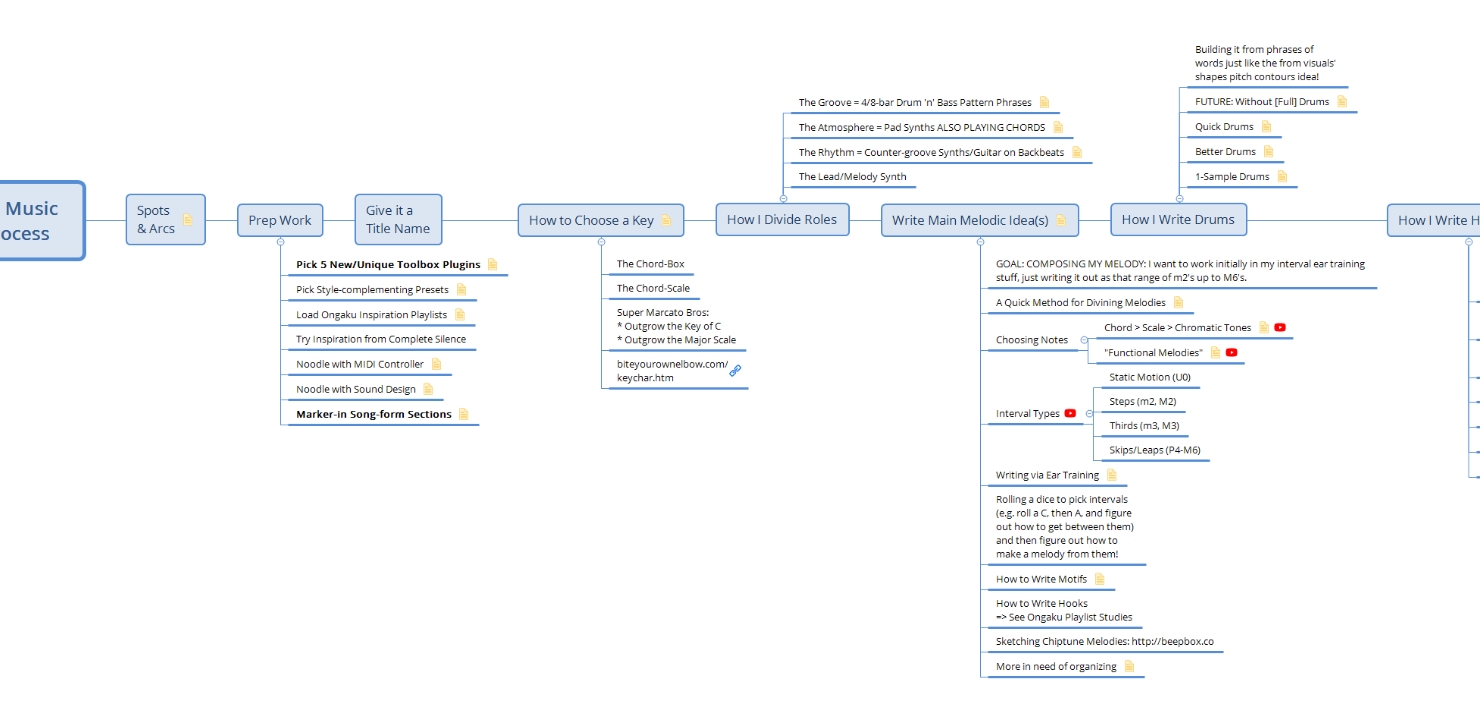 Music
ocess
Spots
& Arcs
Prep Work
Pick 5 New/Unique Toolbox Plugins
Pick Style-complementing Presets
Load Ongaku Inspiration Playlists
Try Inspiration from Complete Silence
Noodle with MIDI Controller
Noodle with Sound Design
Marker-in Song-form Sections
Give it a
Title Name
How to Choose a Key
The Chord-Box
The Chord-Scale
Super Marcato Bros:
* Outgrow the Key of C
* Outgrow the Major Scale
biteyourownelbow.com/
keychar.htm
The Groove = 4/8-bar Drum 'n' Bass Pattern Phrases
The Atmosphere = Pad Synths ALSO PLAYING CHORDS
The Rhythm = Counter-groove Synths/Guitar on Backbeats
The Lead/Melody Synth
How I Divide Roles
Write Main Melodic Idea(s)
GOAL: COMPOSING MY MELODY: I want to work initially in my interval ear training
stuff, just writing it out as that range of m2's up to M6's.
A Quick Method for Divining Melodies
Choosing Notes
Chord > Scale > Chromatic Tones
"Functional Melodies"
Interval Types
Static Motion (U0)
Steps (m2, M2)
Thirds (m3, M3)
Skips/Leaps (P4-M6)
Writing via Ear Training
Rolling a dice to pick intervals
(e.g. roll a C, then A, and figure
out how to get between them)
and then figure out how to
make a melody from them!
How to Write Motifs
How to Write Hooks
=> See Ongaku Playlist Studies
Sketching Chiptune Melodies: http://beepbox.co
More in need of organizing
Building it from phrases of
words just like the from visuals'
shapes pitch contours idea!
FUTURE: Without [Full] Drums
Quick Drums
Better Drums
1-Sample Drums
How I Write Drums
How I Write H